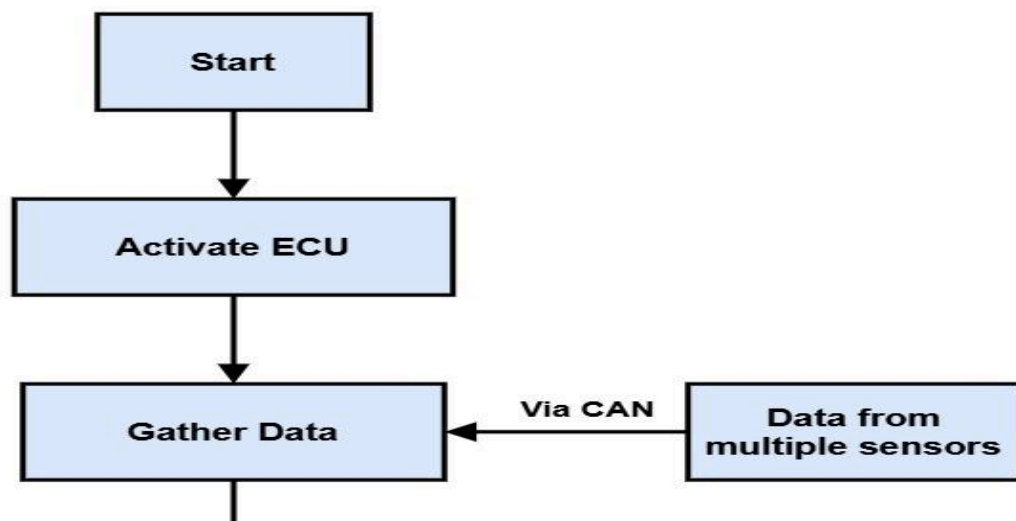 Start
Activate ECU
Gather Data
Via CAN
Data from
multiple sensors